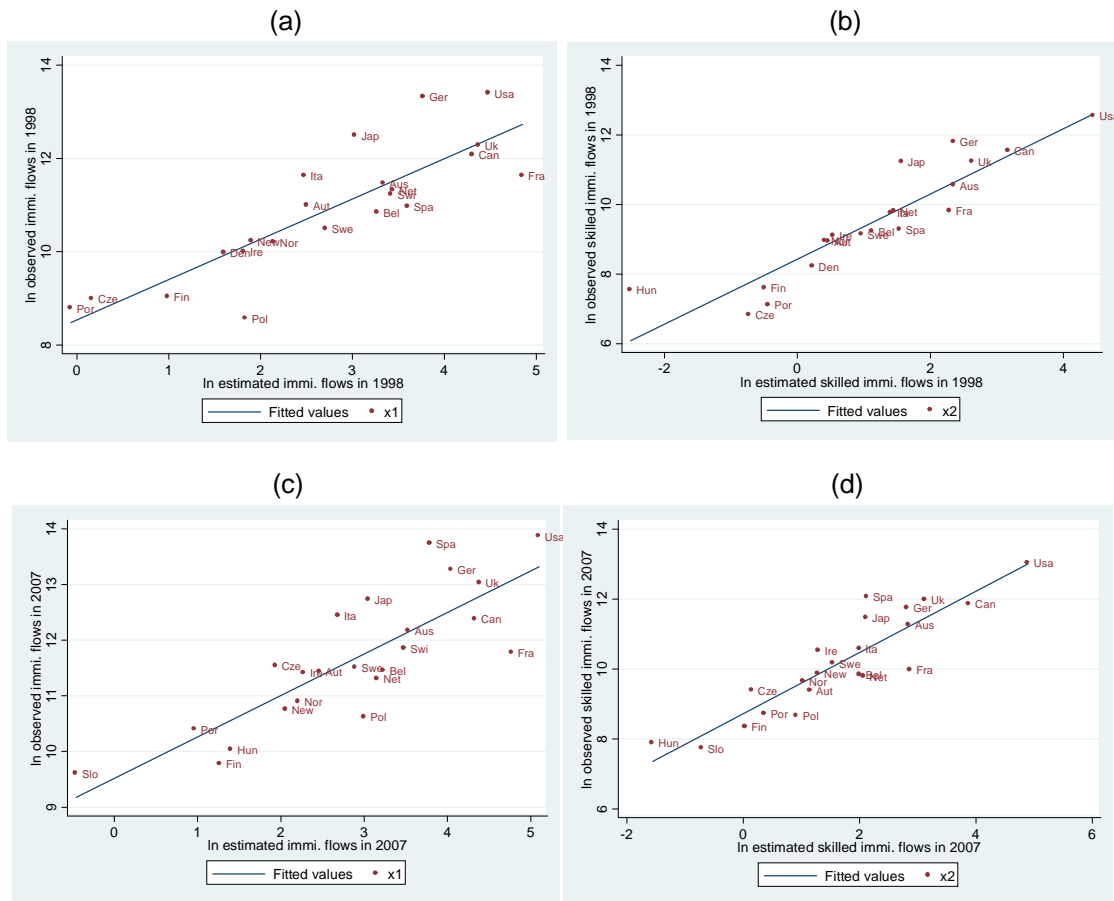 (a)
ln observed immi. flows in 1998
14
12
10
8
Usa
Ger
Jap
Uk
Can
Ita
Fra
Aus
Net
Swi
Aut
Spa
Bel
Swe
New
Nor
Den
Ire
Fin
Cze
Por
Pol
0 1 2 3 4 5
ln estimated immi. flows in 1998
Fitted values x1
(b)
ln observed skilled immi. flows in 1998
14
12
10
8
6
Usa
Ger
Can
Jap
Uk
Aus
Net
Ita
Fra
Ire
Bel
Spa
Swe
Aut
Den
Fin
Hun
Por
Cze
-2 0 2 4
ln estimated skilled immi. flows in 1998
Fitted values x2
(c)
ln observed immi. flows in 2007
14
13
12
11
10
9
Usa
Spa
Ger
Uk
Jap
Ita
Can
Aus
Swi
Fra
Cze
Swe
Bel
Ire
Aut
Net
Nor
New
Pol
Por
Hun
Fin
Slo
0 1 2 3 4 5
ln estimated immi. flows in 2007
Fitted values x1
(d)
ln observed skilled immi. flows in 2007
14
12
10
8
6
Usa
Spa
Uk
Can
Ger
Jap
Aus
Ire
Ita
Swe
Fra
New
Bel
Net
Nor
Cze
Aut
Por
Pol
Fin
Hun
Slo
-2 0 2 4 6
ln estimated skilled immi. flows in 2007
Fitted values x2